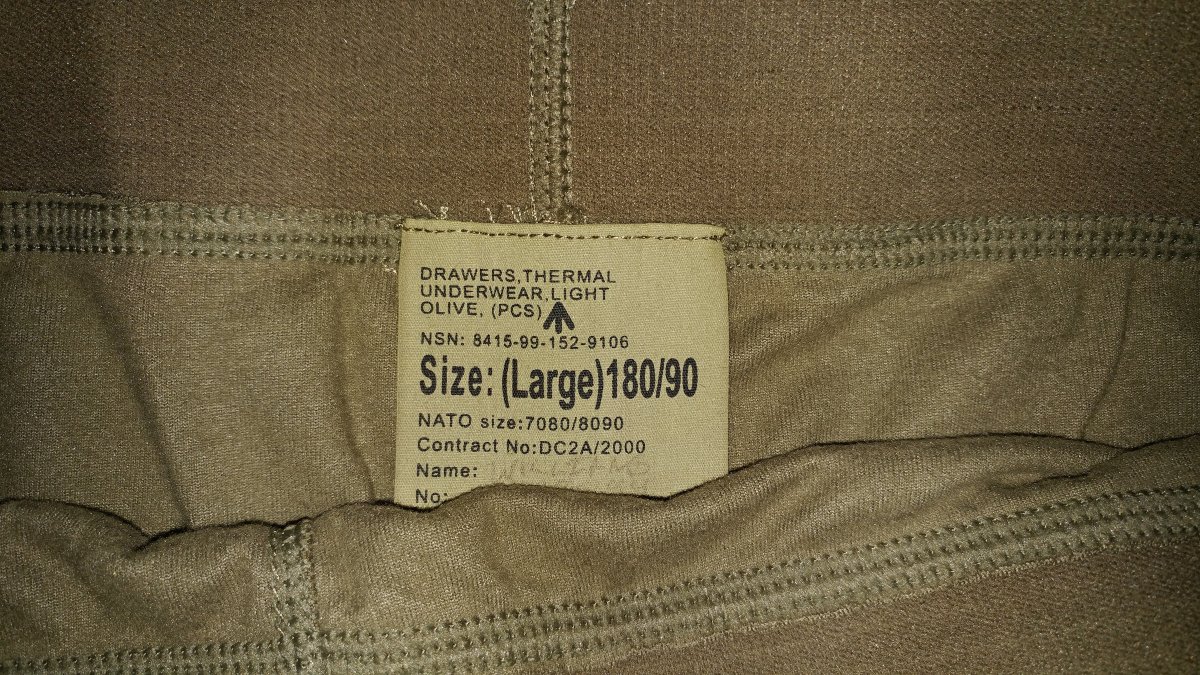 DRAWERS,THERMAL
UNDERWEAR,LIGHT
OLIVE, (PCS)
NSN: 8415-99-152-9106
Size: (Large)180/90
NATO size:7080/8090
Contract No:DC2A/2000
Name:
No: